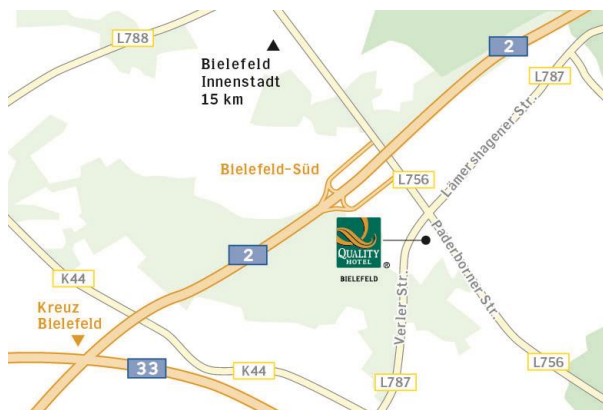 L788
2
Bielefeld
Innenstadt
15 km
L787
Lämershagener Str.
Bielefeld-Süd
L756
QUALITY
HOTEL
®
BIELEFELD
Paderborner Str.
2
K44
Verler Str.
Kreuz
Bielefeld
33
K44
L787
L756